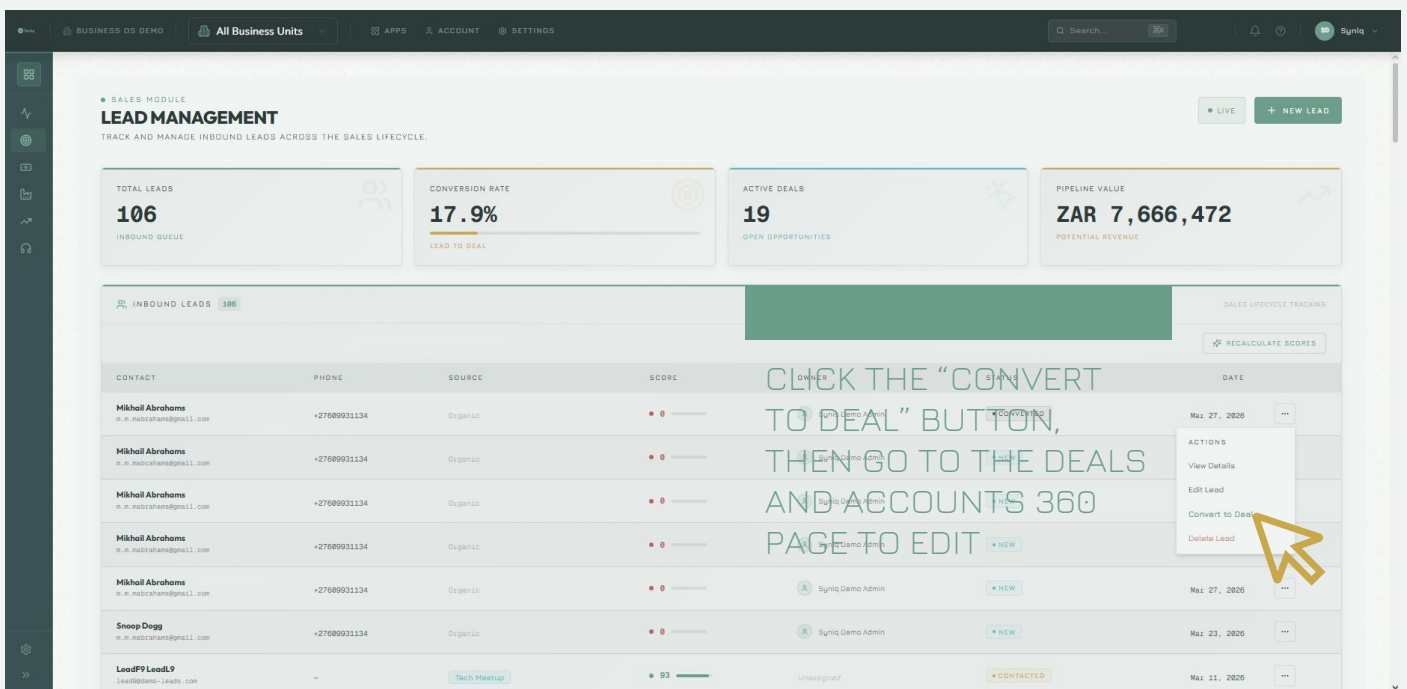 Syniq BUSINESS OS DEMO All Business Units APPS ACCOUNT SETTINGS Search... ⌘K SD Syniq
SALES MODULE
LEAD MANAGEMENT
TRACK AND MANAGE INBOUND LEADS ACROSS THE SALES LIFECYCLE.
LIVE
+ NEW LEAD
TOTAL LEADS
106
INBOUND QUEUE
CONVERSION RATE
17.9%
LEAD TO DEAL
ACTIVE DEALS
19
OPEN OPPORTUNITIES
PIPELINE VALUE
ZAR 7,666,472
POTENTIAL REVENUE
INBOUND LEADS 106
SALES LIFECYCLE TRACKING
RECALCULATE SCORES
CONTACT PHONE SOURCE SCORE OWNER STATUS DATE
CLICK THE “CONVERT
TO DEAL” BUTTON,
THEN GO TO THE DEALS
AND ACCOUNTS 360
PAGE TO EDIT
Mikhail Abrahams
m.m.mabrahams@gmail.com
+27609931134 Organic 0 Syniq Demo Admin CONVERTED Mar 27, 2026 ...
Mikhail Abrahams
m.m.mabrahams@gmail.com
+27609931134 Organic 0 Syniq Demo Admin NEW
Mikhail Abrahams
m.m.mabrahams@gmail.com
+27609931134 Organic 0 Syniq Demo Admin NEW
Mikhail Abrahams
m.m.mabrahams@gmail.com
+27609931134 Organic 0 Syniq Demo Admin NEW
ACTIONS
View Details
Edit Lead
Convert to Deal
Delete Lead
Mikhail Abrahams
m.m.mabrahams@gmail.com
+27609931134 Organic 0 Syniq Demo Admin NEW Mar 27, 2026 ...
Snoop Dogg
m.m.mabrahams@gmail.com
+27609931134 Organic 0 Syniq Demo Admin NEW Mar 23, 2026 ...
LeadF9 LeadL9
lead9@demo-leads.com
– Tech Meetup 93 Unassigned CONTACTED Mar 11, 2026 ...